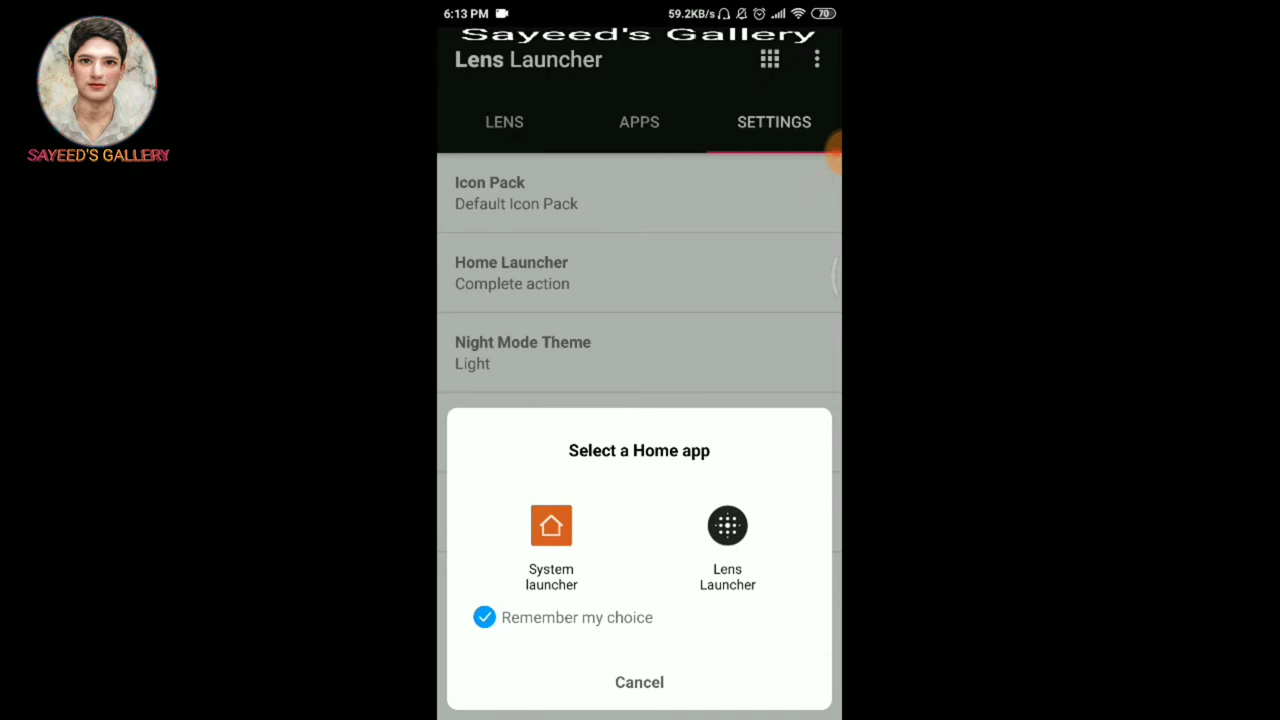 6:13 PM 59.2KB/s 70
Sayeed's Gallery
Lens Launcher
LENS APPS SETTINGS
SAYEED'S GALLERY
Icon Pack
Default Icon Pack
Home Launcher
Complete action
Night Mode Theme
Light
Select a Home app
System launcher
Lens Launcher
Remember my choice
Cancel